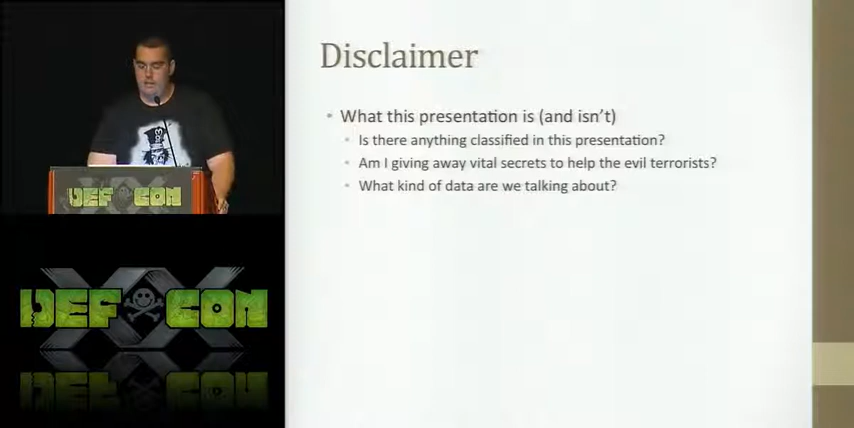 Disclaimer
• What this presentation is (and isn't)
• Is there anything classified in this presentation?
• Am I giving away vital secrets to help the evil terrorists?
• What kind of data are we talking about?
DEF CON
XX
DEF CON